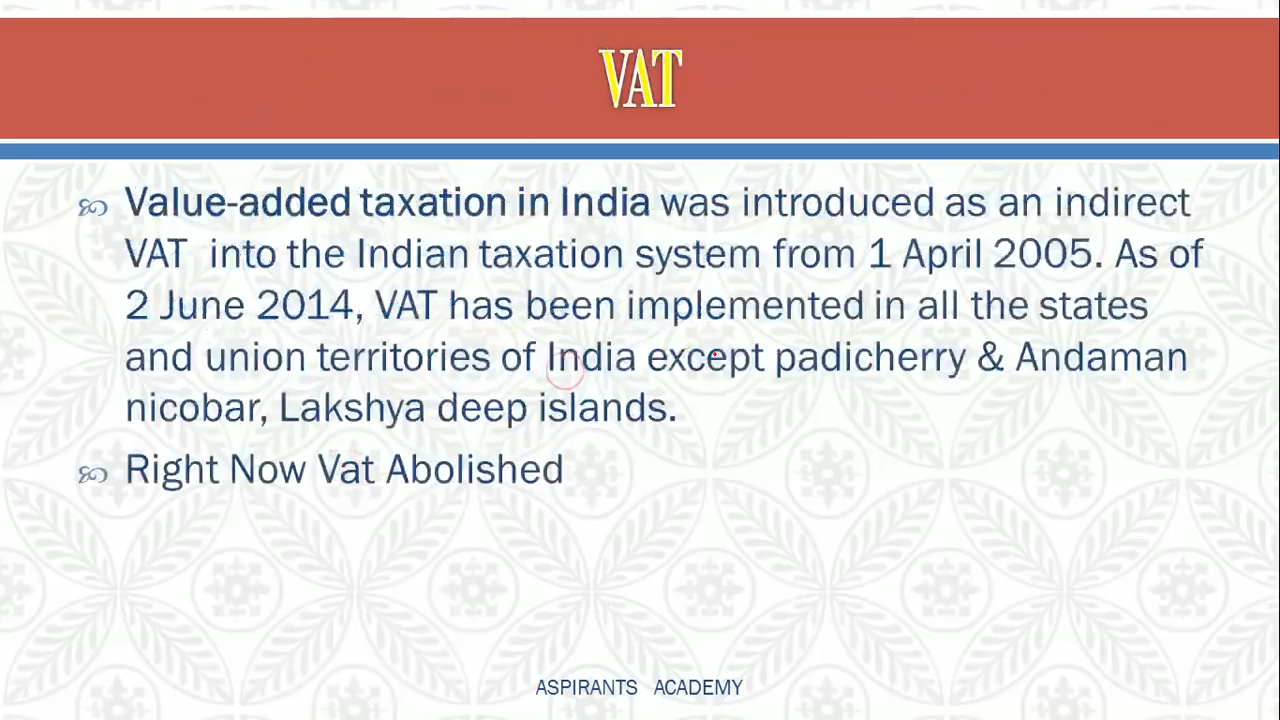 VAT
Value-added taxation in India was introduced as an indirect
VAT into the Indian taxation system from 1 April 2005. As of
2 June 2014, VAT has been implemented in all the states
and union territories of India except padicherry & Andaman
nicobar, Lakshya deep islands.
Right Now Vat Abolished
ASPIRANTS ACADEMY